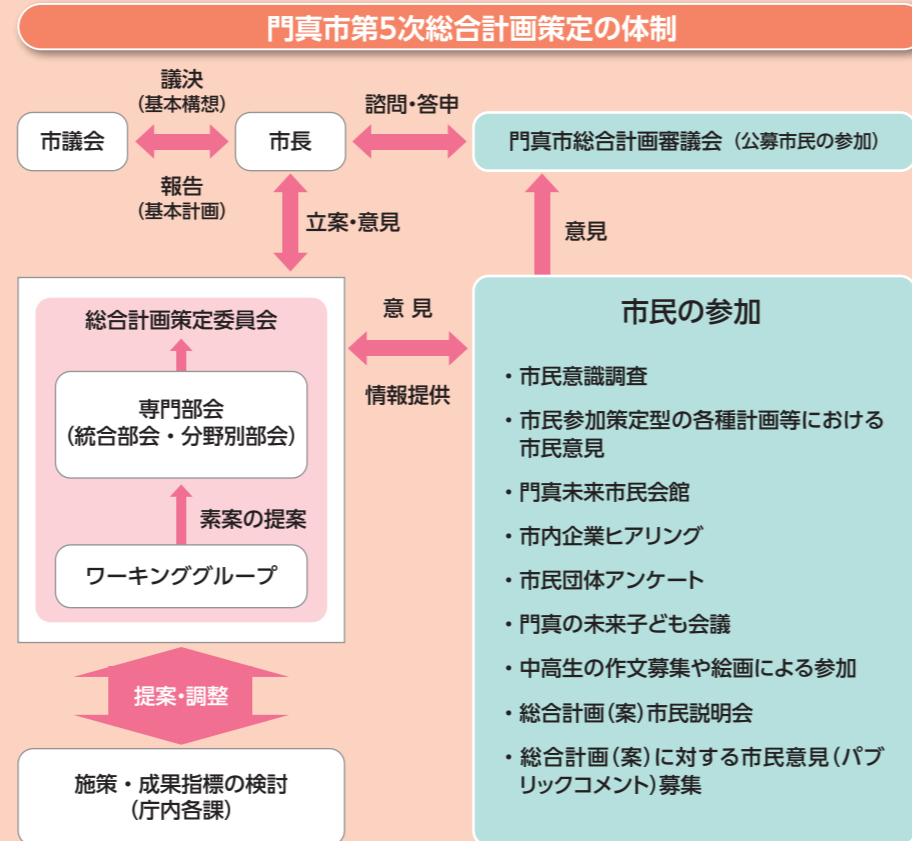 門真市第5次総合計画策定の体制
議決
(基本構想)
諮問・答申
市議会
市長
門真市総合計画審議会（公募市民の参加）
報告
(基本計画)
立案・意見
意見
総合計画策定委員会
専門部会
(統合部会・分野別部会)
素案の提案
ワーキンググループ
意 見
情報提供
市民の参加
・市民意識調査
・市民参加策定型の各種計画等における
市民意見
・門真未来市民会館
・市内企業ヒアリング
・市民団体アンケート
・門真の未来子ども会議
・中高生の作文募集や絵画による参加
・総合計画(案)市民説明会
・総合計画(案)に対する市民意見(パブ
リックコメント)募集
提案・調整
施策・成果指標の検討
(庁内各課)